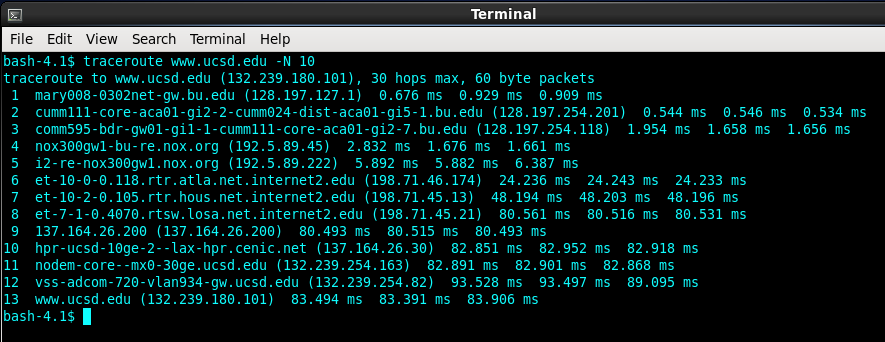 Terminal
File Edit View Search Terminal Help
bash-4.1$ traceroute www.ucsd.edu -N 10
traceroute to www.ucsd.edu (132.239.180.101), 30 hops max, 60 byte packets
 1  mary008-0302net-gw.bu.edu (128.197.127.1)  0.676 ms  0.929 ms  0.909 ms
 2  cumm111-core-aca01-gi2-2-cumm024-dist-aca01-gi5-1.bu.edu (128.197.254.201)  0.544 ms  0.546 ms  0.534 ms
 3  comm595-bdr-gw01-gi1-1-cumm111-core-aca01-gi2-7.bu.edu (128.197.254.118)  1.954 ms  1.658 ms  1.656 ms
 4  nox300gw1-bu-re.nox.org (192.5.89.45)  2.832 ms  1.676 ms  1.661 ms
 5  i2-re-nox300gw1.nox.org (192.5.89.222)  5.892 ms  5.882 ms  6.387 ms
 6  et-10-0-0.118.rtr.atla.net.internet2.edu (198.71.46.174)  24.236 ms  24.243 ms  24.233 ms
 7  et-10-2-0.105.rtr.hous.net.internet2.edu (198.71.45.13)  48.194 ms  48.203 ms  48.196 ms
 8  et-7-1-0.4070.rtsw.losa.net.internet2.edu (198.71.45.21)  80.561 ms  80.516 ms  80.531 ms
 9  137.164.26.200 (137.164.26.200)  80.493 ms  80.515 ms  80.493 ms
10  hpr-ucsd-10ge-2--lax-hpr.cenic.net (137.164.26.30)  82.851 ms  82.952 ms  82.918 ms
11  nodem-core--mx0-30ge.ucsd.edu (132.239.254.163)  82.891 ms  82.901 ms  82.868 ms
12  vss-adcom-720-vlan934-gw.ucsd.edu (132.239.254.82)  93.528 ms  93.497 ms  89.095 ms
13  www.ucsd.edu (132.239.180.101)  83.494 ms  83.391 ms  83.906 ms
bash-4.1$